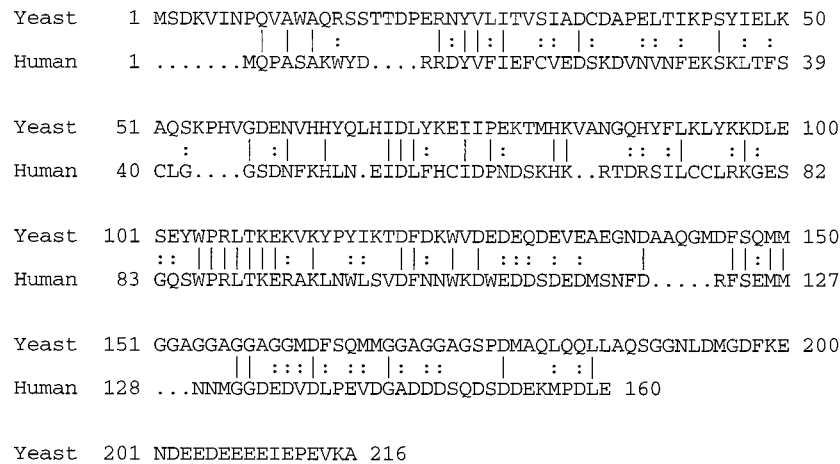 Yeast 1 MSDKVINPQVAWAQRSSTTDPERNYVLITVSIADCDAPELTIKPSYIELK 50
| | | : | : | | | : : | : : : | :
Human 1 .......MQPASAKWYD....RRDYVFIEFCVEDSKDVNVNFEKSKLTFS 39
Yeast 51 AQSKPHVGDENVHHYQLHIDLYKEIIPEKTMHKVANGQHYFLKLYKKDLE 100
: | : | | | | | : | | | | : : : | | :
Human 40 CLG....GSDNFKHLN.EIDLFHCIDPNDSKHK..RTDRSILCCLRKGES 82
Yeast 101 SEYWPRLTKEKVKYPYIKTDFDKWVDEDEQDEVEAEGNDAAQGMDFSQMM 150
: : | | | | | | | : | : : | | : | | : : : : : | | | : | |
Human 83 GQSWPRLTKERAKLNWLSVDFNNWKDWEDDSDEDMSNFD.....RFSEMM 127
Yeast 151 GGAGGAGGAGGMDFSQMMGGAGGAGSPDMAQLQQLLAQSGGNLDMGDFKE 200
| | : : : | : : | : : | : : |
Human 128 ...NNMGGDEDVDLPEVDGADDDSQDSDDEKMPDLE 160
Yeast 201 NDEEDEEEEIEPEVKA 216